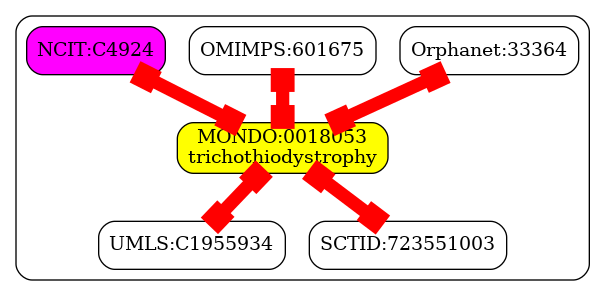 NCIT:C4924
OMIMPS:601675
Orphanet:33364
MONDO:0018053
trichothiodystrophy
UMLS:C1955934
SCTID:723551003